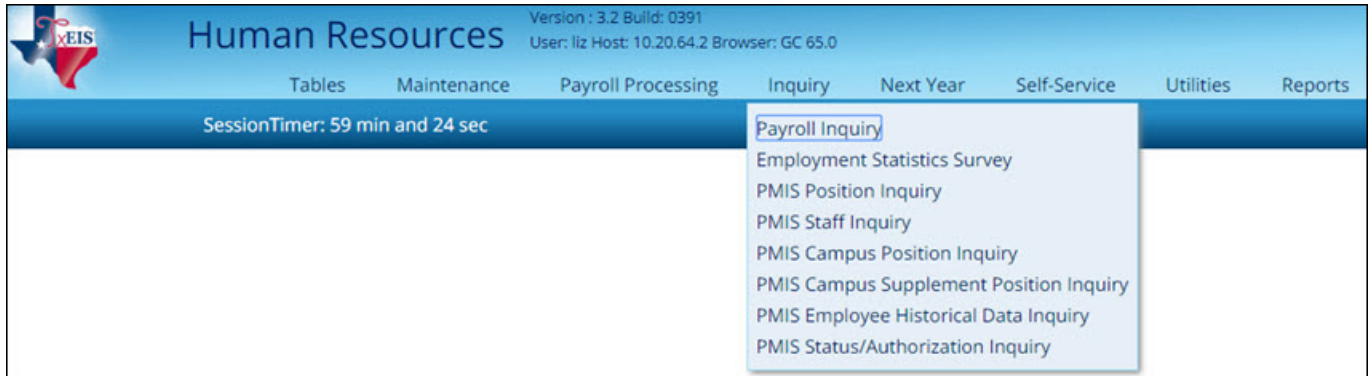 TxEIS
Human Resources
Version : 3.2 Build: 0391
User: liz Host: 10.20.64.2 Browser: GC 65.0
Tables Maintenance Payroll Processing Inquiry Next Year Self-Service Utilities Reports
SessionTimer: 59 min and 24 sec
Payroll Inquiry
Employment Statistics Survey
PMIS Position Inquiry
PMIS Staff Inquiry
PMIS Campus Position Inquiry
PMIS Campus Supplement Position Inquiry
PMIS Employee Historical Data Inquiry
PMIS Status/Authorization Inquiry